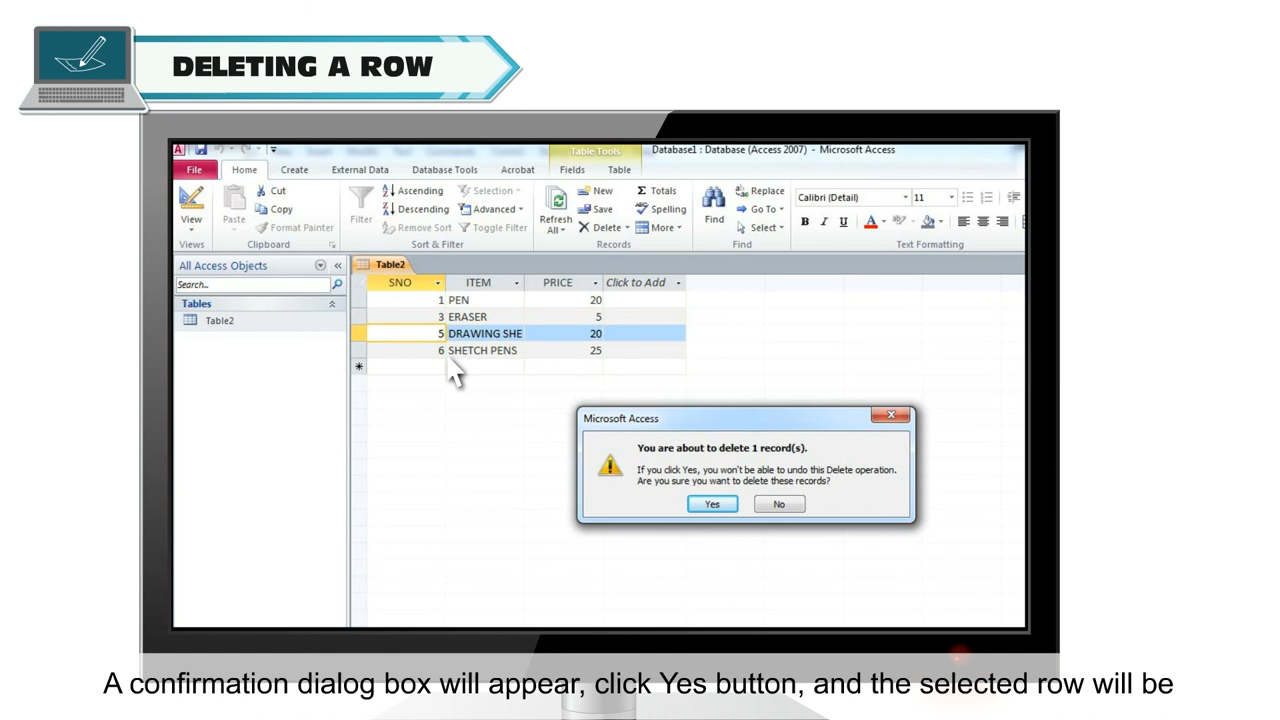 DELETING A ROW
Table Tools
Database1 : Database (Access 2007) - Microsoft Access
File Home Create External Data Database Tools Acrobat Fields Table
Cut Ascending Selection New Totals Replace Calibri (Detail) 11
Copy Descending Advanced Save Spelling Go To
View Paste Format Painter Filter Remove Sort Toggle Filter Refresh All Delete More Find Select B I U A
Views Clipboard Sort & Filter Records Find Text Formatting
All Access Objects « Table2
Search... SNO ITEM PRICE Click to Add
Tables 1 PEN 20
Table2 3 ERASER 5
5 DRAWING SHE 20
6 SHETCH PENS 25
Microsoft Access
You are about to delete 1 record(s).
If you click Yes, you won't be able to undo this Delete operation.
Are you sure you want to delete these records?
Yes No
A confirmation dialog box will appear, click Yes button, and the selected row will be